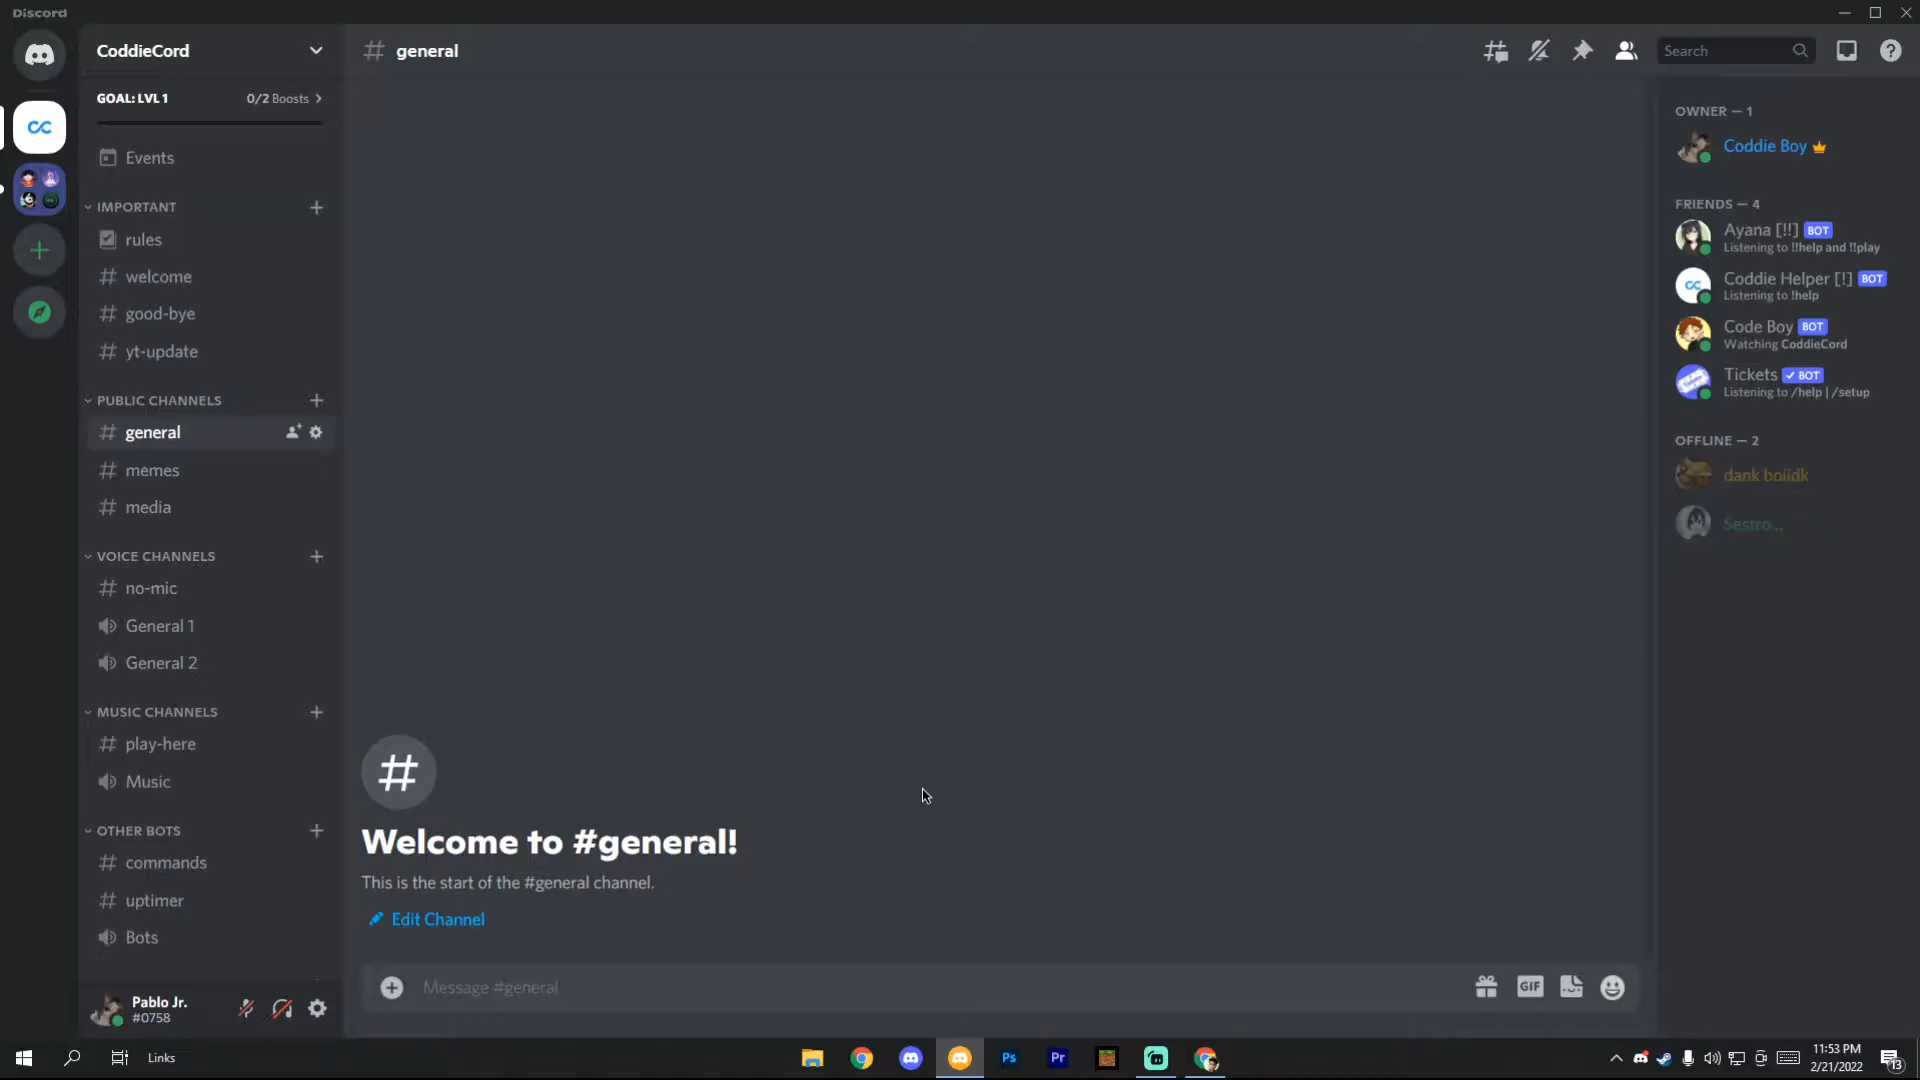 Discord
CoddieCord
general
Search
GOAL: LVL 1
0/2 Boosts
Events
IMPORTANT
rules
welcome
good-bye
yt-update
PUBLIC CHANNELS
general
memes
media
VOICE CHANNELS
no-mic
General 1
General 2
MUSIC CHANNELS
play-here
Music
OTHER BOTS
commands
uptimer
Bots
Pablo Jr.
#0758
Welcome to #general!
This is the start of the #general channel.
Edit Channel
Message #general
GIF
OWNER — 1
Coddie Boy
FRIENDS — 4
Ayana [!!] BOT
Listening to !!help and !!play
Coddie Helper [!] BOT
Listening to !help
Code Boy BOT
Watching CoddieCord
Tickets ✓ BOT
Listening to /help | /setup
OFFLINE — 2
dank boiidk
Sestro...
Links
Ps
Pr
11:53 PM
2/21/2022
13